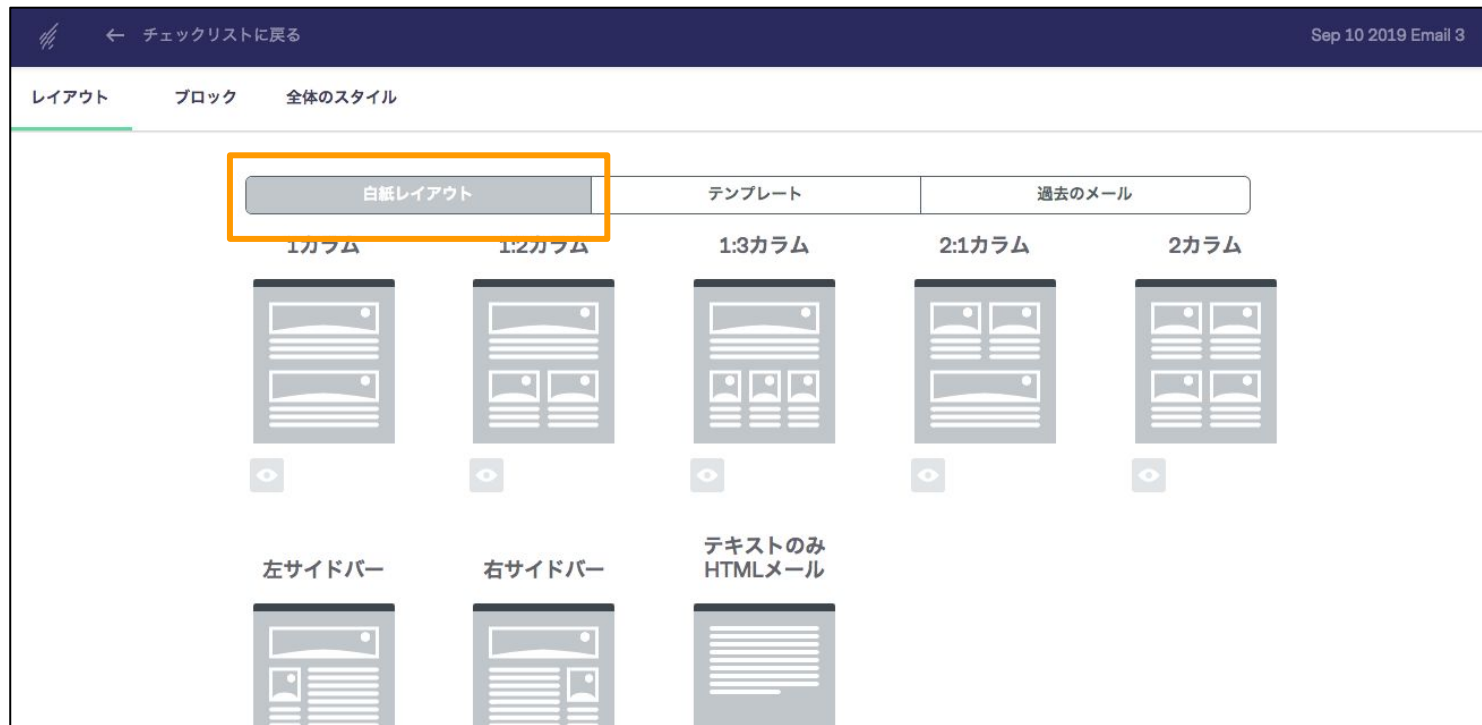 ← チェックリストに戻る
Sep 10 2019 Email 3
レイアウト ブロック 全体のスタイル
白紙レイアウト テンプレート 過去のメール
1カラム 1:2カラム 1:3カラム 2:1カラム 2カラム
左サイドバー 右サイドバー テキストのみ
HTMLメール